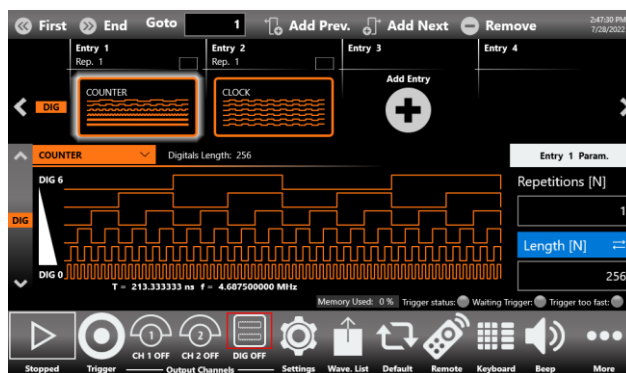 First End Goto 1 Add Prev. Add Next Remove 2:47:30 PM
7/28/2022
Entry 1 Entry 2 Entry 3 Entry 4
Rep. 1 Rep. 1
Add Entry
COUNTER CLOCK
DIG
COUNTER Digitals Length: 256 Entry 1 Param.
DIG 6 Repetitions [N]
1
DIG
Length [N]
DIG 0 256
T = 213.333333 ns f = 4.687500000 MHz
Memory Used: 0 % Trigger status: Waiting Trigger: Trigger too fast:
1 2
CH 1 OFF CH 2 OFF DIG OFF
Stopped Trigger Output Channels Settings Wave. List Default Remote Keyboard Beep More